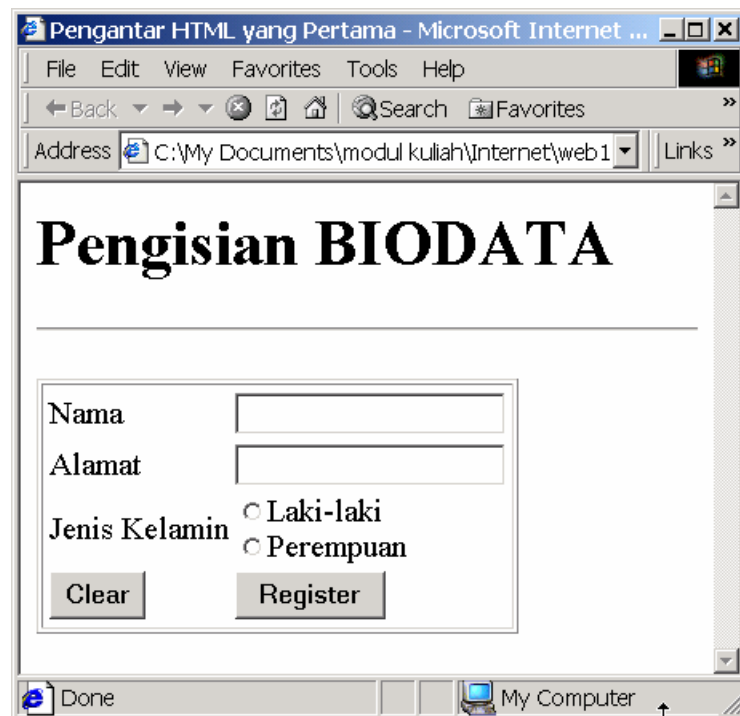 Pengantar HTML yang Pertama - Microsoft Internet ...
File Edit View Favorites Tools Help
Back Search Favorites »
Address C:\My Documents\modul kuliah\Internet\web1 Links »
Pengisian BIODATA
Nama
Alamat
Jenis Kelamin
Laki-laki
Perempuan
Clear Register
Done My Computer